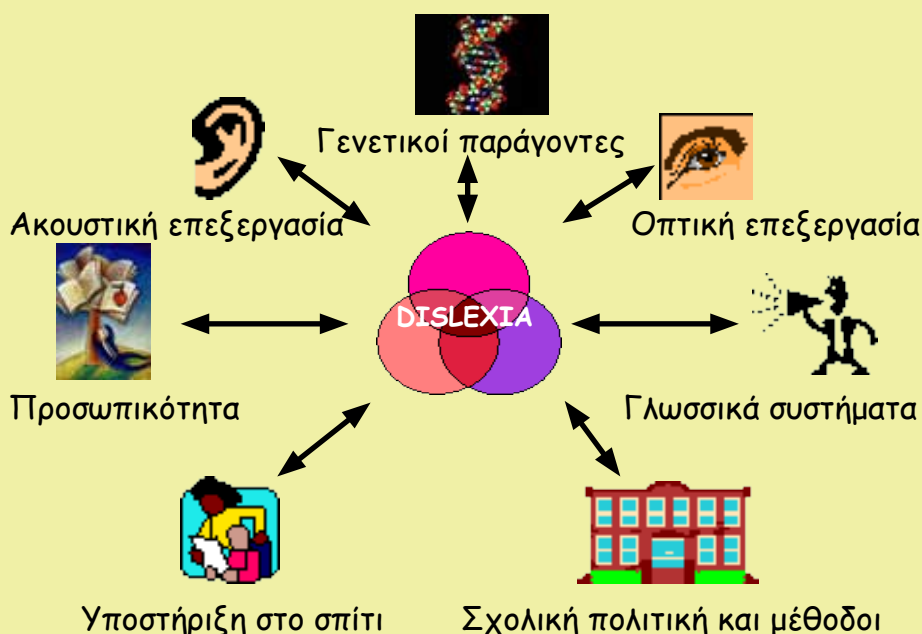 Γενετικοί παράγοντες
Ακουστική επεξεργασία
Οπτική επεξεργασία
DISLEXIA
Προσωπικότητα
Γλωσσικά συστήματα
Υποστήριξη στο σπίτι
Σχολική πολιτική και μέθοδοι